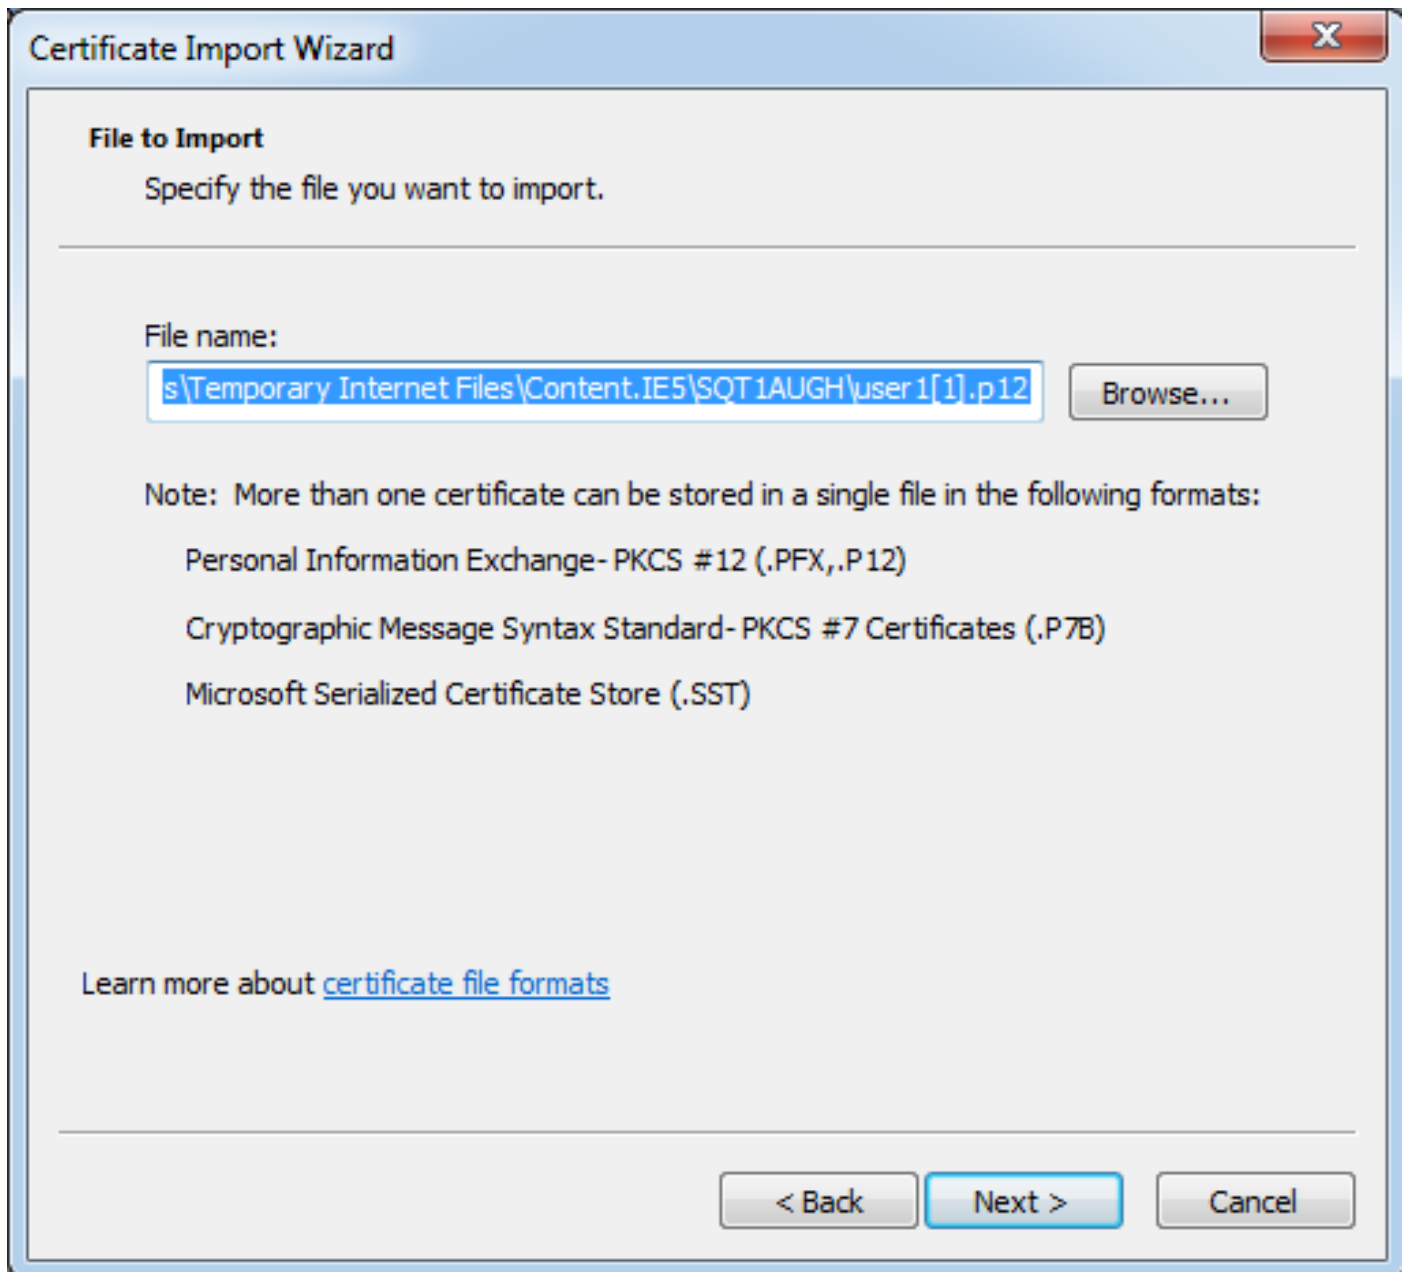 Certificate Import Wizard
File to Import
Specify the file you want to import.
File name:
s\Temporary Internet Files\Content.IE5\SQT1AUGH\user1[1].p12
Browse...
Note:  More than one certificate can be stored in a single file in the following formats:
Personal Information Exchange- PKCS #12 (.PFX,.P12)
Cryptographic Message Syntax Standard- PKCS #7 Certificates (.P7B)
Microsoft Serialized Certificate Store (.SST)
Learn more about certificate file formats
< Back Next > Cancel